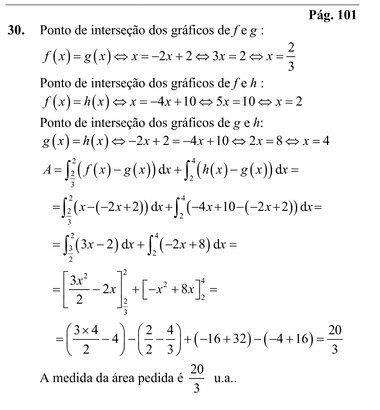 Pág. 101
30. Ponto de interseção dos gráficos de f e g :
f(x) = g(x) ⇔ x = −2x + 2 ⇔ 3x = 2 ⇔ x = 2/3
Ponto de interseção dos gráficos de f e h :
f(x) = h(x) ⇔ x = −4x + 10 ⇔ 5x = 10 ⇔ x = 2
Ponto de interseção dos gráficos de g e h:
g(x) = h(x) ⇔ −2x + 2 = −4x + 10 ⇔ 2x = 8 ⇔ x = 4
A = ∫_{2/3}^{2} (f(x) − g(x)) dx + ∫_{2}^{4} (h(x) − g(x)) dx =
= ∫_{2/3}^{2} (x − (−2x + 2)) dx + ∫_{2}^{4} (−4x + 10 − (−2x + 2)) dx =
= ∫_{3/2}^{2} (3x − 2) dx + ∫_{2}^{4} (−2x + 8) dx =
= [3x²/2 − 2x]_{2/3}^{2} + [−x² + 8x]_{2}^{4} =
= (3×4/2 − 4) − (2/2 − 4/3) + (−16 + 32) − (−4 + 16) = 20/3
A medida da área pedida é 20/3 u.a..